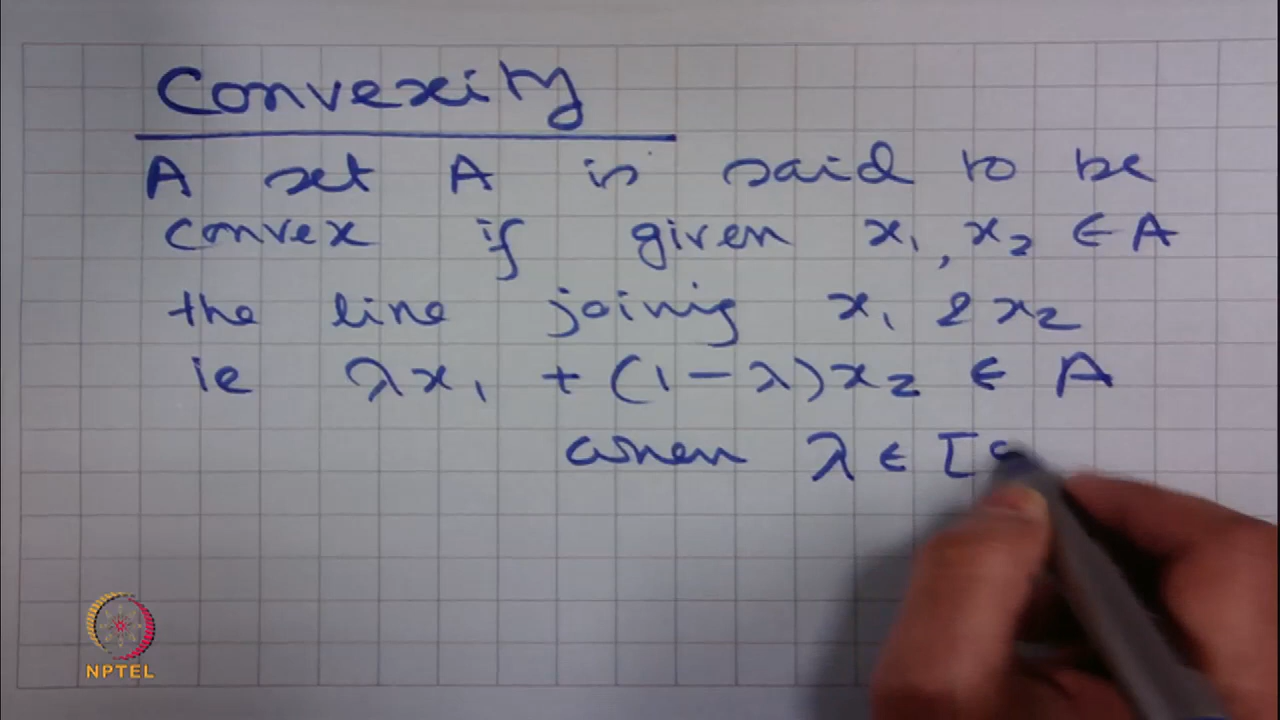 Convexity
A set A is said to be
convex if given x₁, x₂ ∈ A
the line joining x₁ & x₂
ie λx₁ + (1-λ)x₂ ∈ A
when λ ∈ [
NPTEL